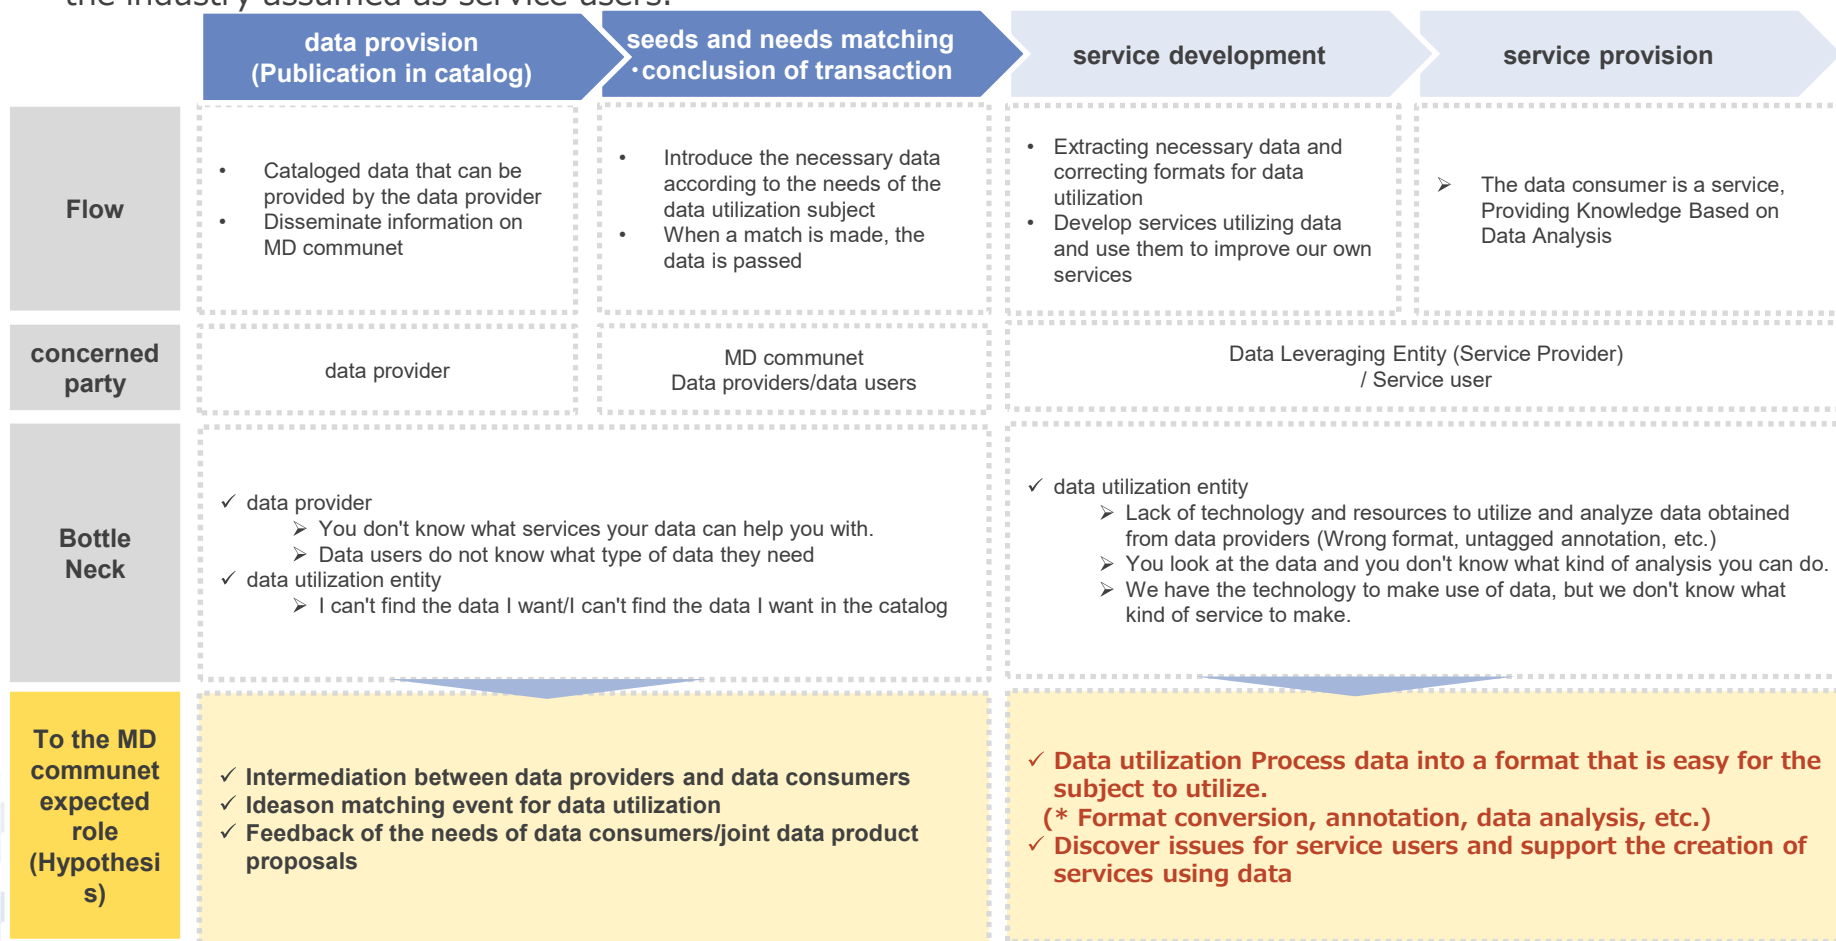 the industry assumed as service users.
data provision
(Publication in catalog)
seeds and needs matching
・conclusion of transaction
service development
service provision
Flow
• Cataloged data that can be
provided by the data provider
• Disseminate information on
MD communet
• Introduce the necessary data
according to the needs of the
data utilization subject
• When a match is made, the
data is passed
• Extracting necessary data and
correcting formats for data
utilization
• Develop services utilizing data
and use them to improve our own
services
➢ The data consumer is a service,
Providing Knowledge Based on
Data Analysis
concerned
party
data provider
MD communet
Data providers/data users
Data Leveraging Entity (Service Provider)
/ Service user
Bottle
Neck
✓ data provider
➢ You don't know what services your data can help you with.
➢ Data users do not know what type of data they need
✓ data utilization entity
➢ I can't find the data I want/I can't find the data I want in the catalog
✓ data utilization entity
➢ Lack of technology and resources to utilize and analyze data obtained
from data providers (Wrong format, untagged annotation, etc.)
➢ You look at the data and you don't know what kind of analysis you can do.
➢ We have the technology to make use of data, but we don't know what
kind of service to make.
To the MD
communet
expected
role
(Hypothesi
s)
✓ Intermediation between data providers and data consumers
✓ Ideason matching event for data utilization
✓ Feedback of the needs of data consumers/joint data product
proposals
✓ Data utilization Process data into a format that is easy for the
subject to utilize.
(* Format conversion, annotation, data analysis, etc.)
✓ Discover issues for service users and support the creation of
services using data